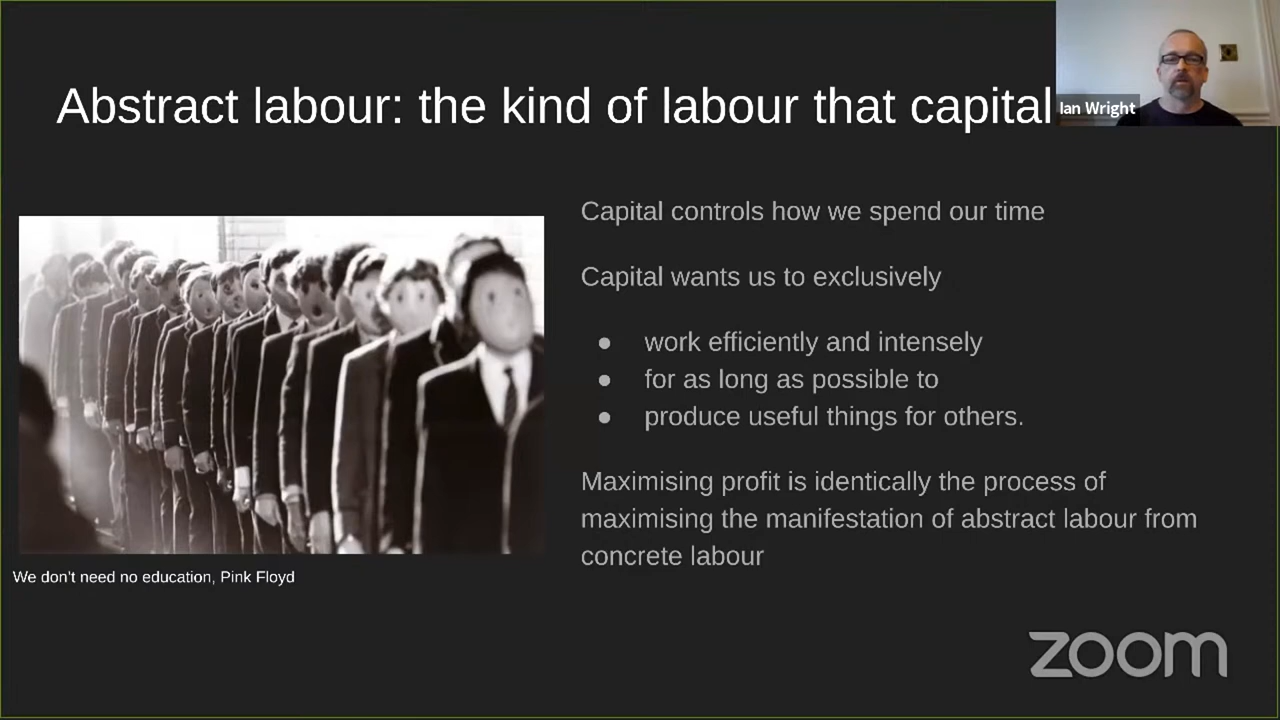 Abstract labour: the kind of labour that capital
Ian Wright
Capital controls how we spend our time
Capital wants us to exclusively
● work efficiently and intensely
● for as long as possible to
● produce useful things for others.
Maximising profit is identically the process of
maximising the manifestation of abstract labour from
concrete labour
We don't need no education, Pink Floyd
zoom